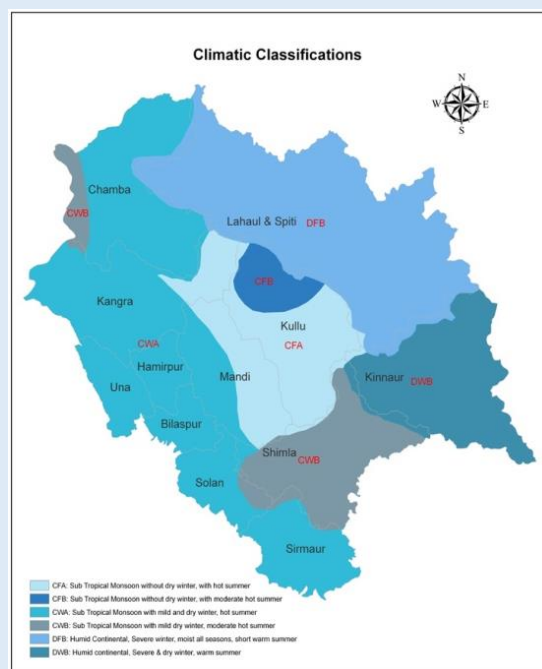 Climatic Classifications
N
W E
S
Chamba
CWB
Lahaul & Spiti DFB
CFB
Kangra
Kullu
CWA
CFA
Hamirpur
Mandi
Kinnaur
DWB
Una
Bilaspur
Shimla
CWB
Solan
Sirmaur
CFA: Sub Tropical Monsoon without dry winter, with hot summer
CFB: Sub Tropical Monsoon without dry winter, with moderate hot summer
CWA: Sub Tropical Monsoon with mild and dry winter, hot summer
CWB: Sub Tropical Monsoon with mild dry winter, moderate hot summer
DFB: Humid Continental, Severe winter, moist all seasons, short warm summer
DWB: Humid continental, Severe & dry winter, warm summer